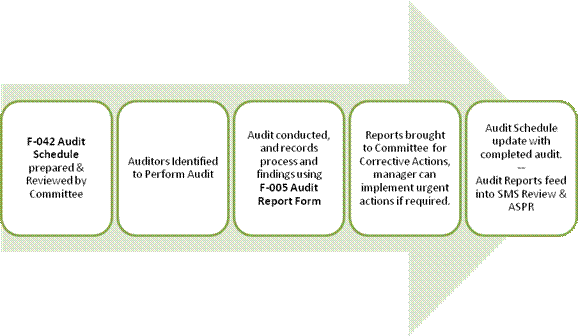 F-042 Audit
Schedule
prepared &
Reviewed by
Committee
Auditors Identified
to Perform Audit
Audit conducted,
and records
process and
findings using
F-005 Audit
Report Form
Reports brought
to Committee for
Corrective Actions,
manager can
implement urgent
actions if required.
Audit Schedule
update with
completed audit.
---
Audit Reports feed
into SMS Review &
ASPR